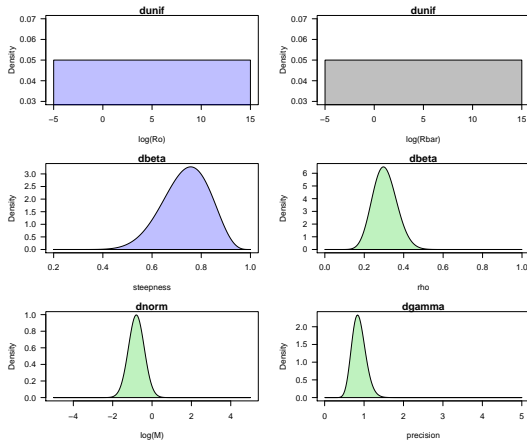 dunif
Density
0.07
0.06
0.05
0.04
0.03
−5 0 5 10 15
log(Ro)
dunif
Density
0.07
0.06
0.05
0.04
0.03
−5 0 5 10 15
log(Rbar)
dbeta
Density
3.0
2.5
2.0
1.5
1.0
0.5
0.0
0.2 0.4 0.6 0.8 1.0
steepness
dbeta
Density
6
5
4
3
2
1
0
0.0 0.2 0.4 0.6 0.8 1.0
rho
dnorm
Density
1.0
0.8
0.6
0.4
0.2
0.0
−4 −2 0 2 4
log(M)
dgamma
Density
2.0
1.5
1.0
0.5
0.0
0 1 2 3 4 5
precision